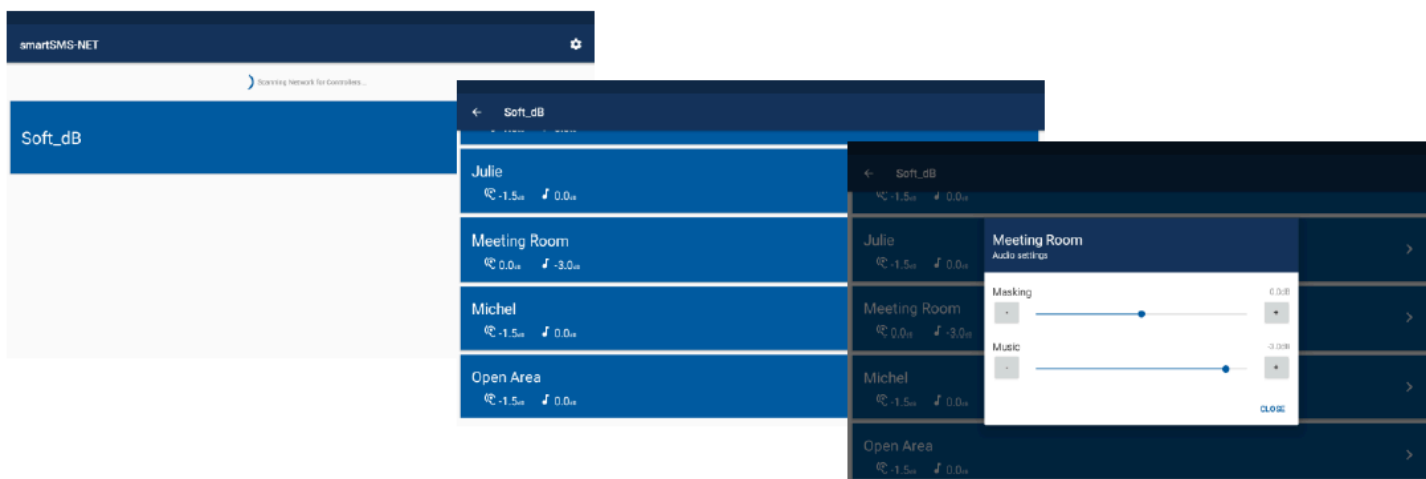 smartSMS-NET
Scanning Network for Controllers...
Soft_dB
Soft_dB
Julie
-1.5dB 0.0dB
Meeting Room
0.0dB -3.0dB
Michel
-1.5dB 0.0dB
Open Area
-1.5dB 0.0dB
Soft_dB
-1.5dB 0.0dB
Julie
-1.5dB 0.0dB
Meeting Room
0.0dB -3.0dB
Michel
-1.5dB 0.0dB
Open Area
-1.5dB 0.0dB
Meeting Room
Audio settings
Masking 0.0dB
- +
Music -3.0dB
- +
CLOSE